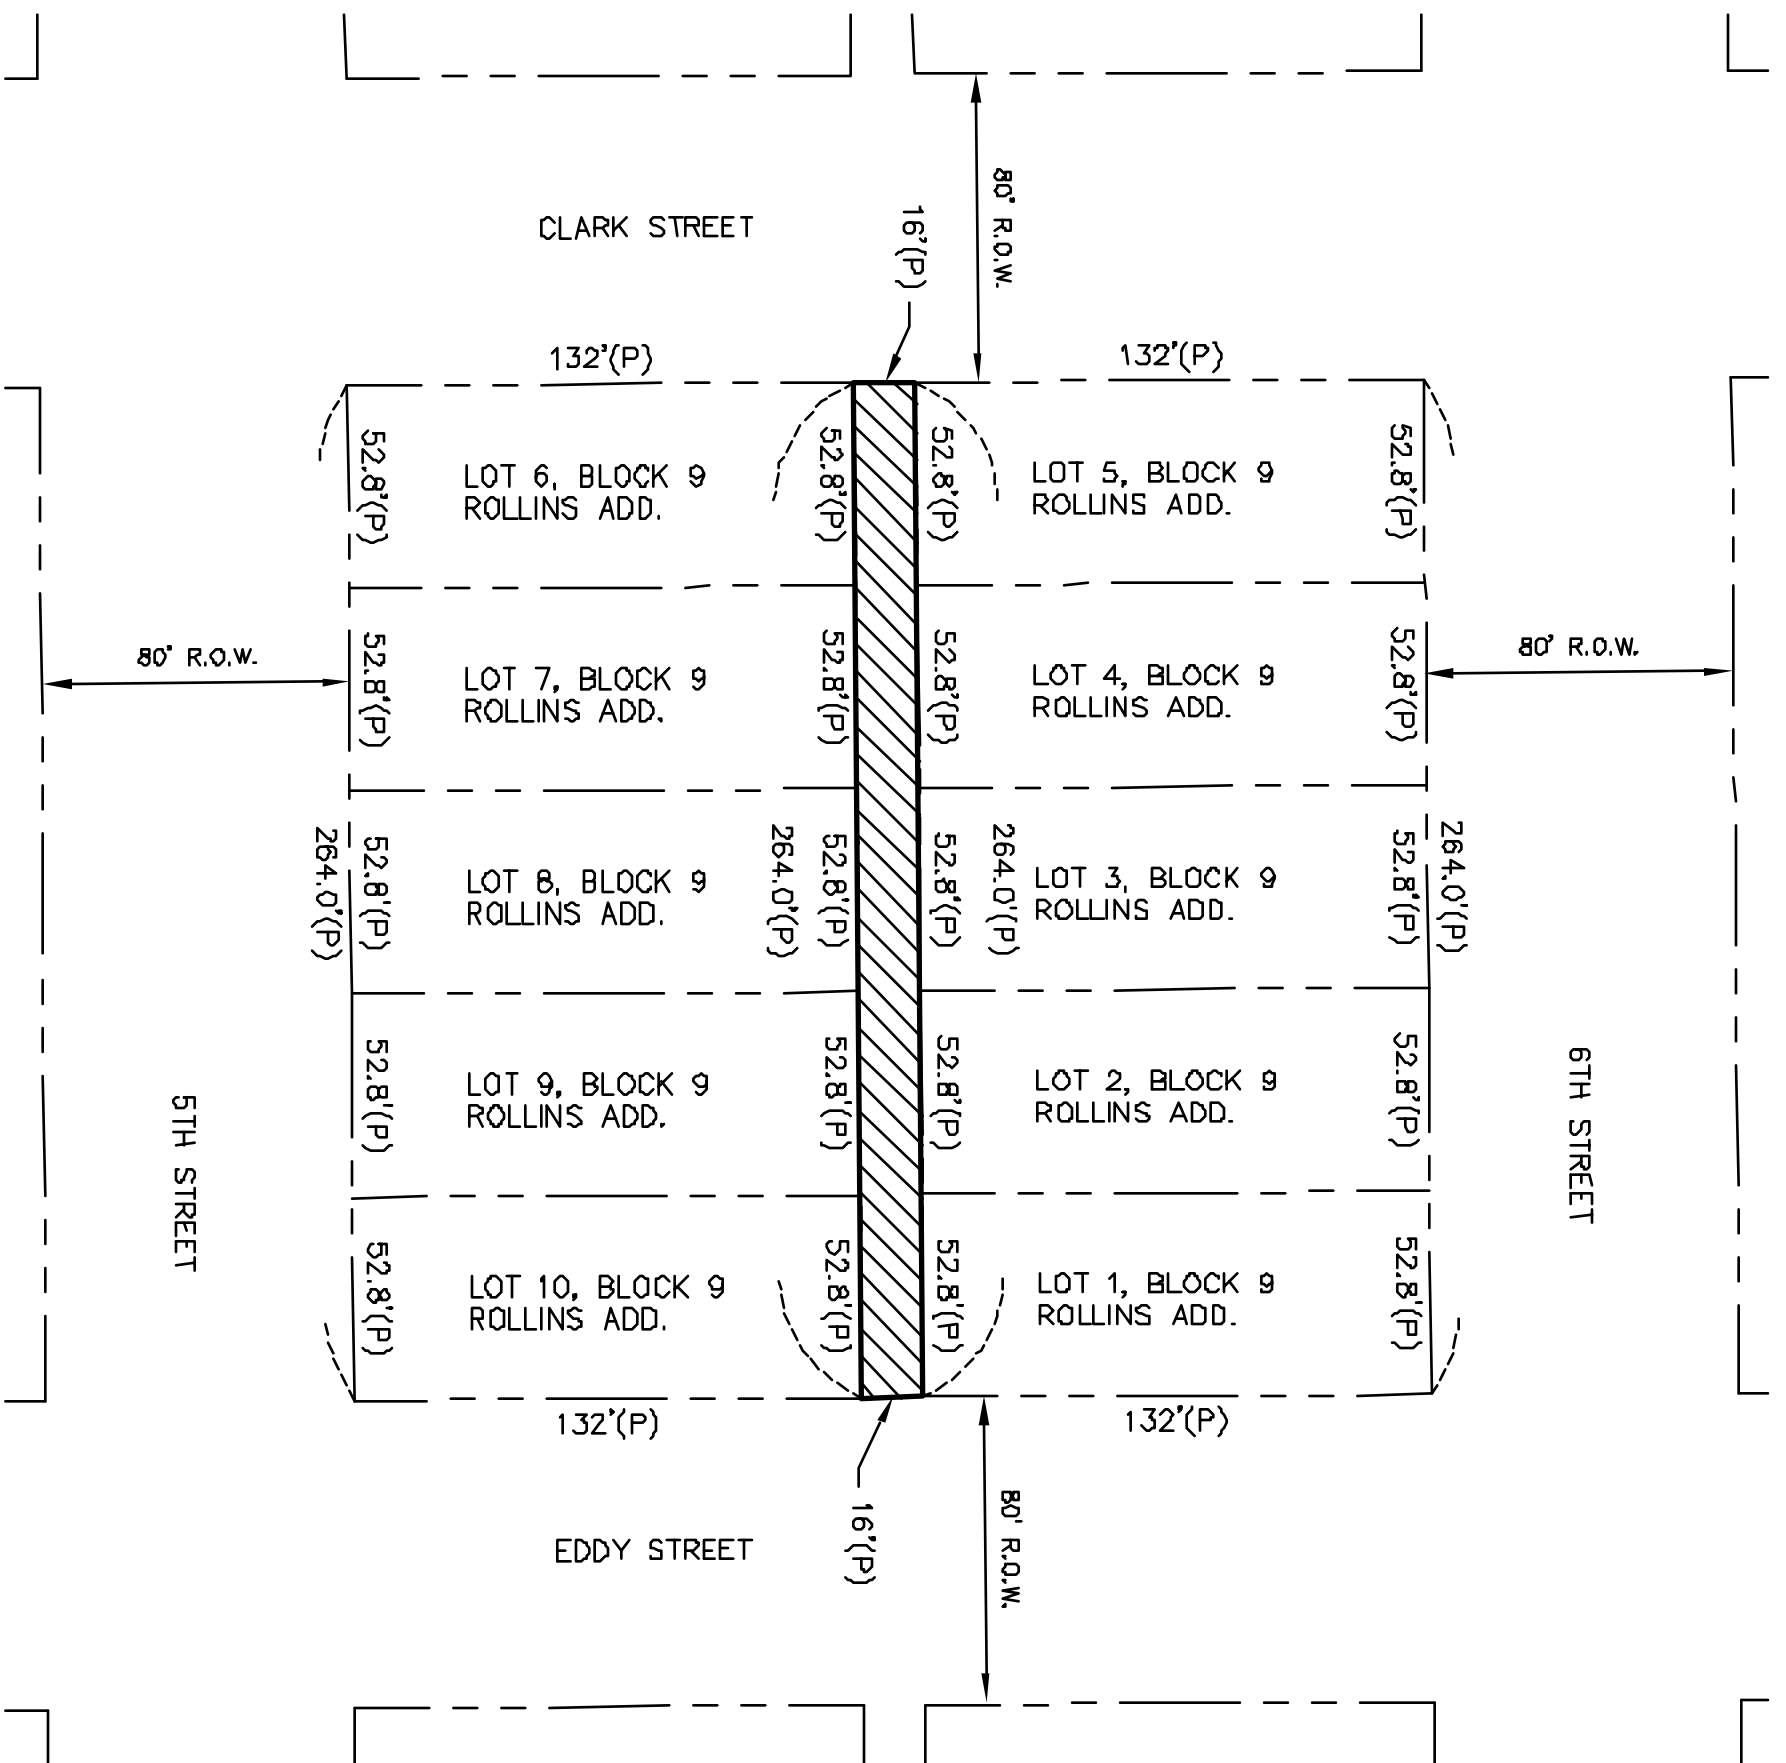 80' R.O.W.
16'(P)
CLARK STREET
132'(P)
132'(P)
52.8'(P)
52.8'(P)
52.8'(P)
52.8'(P)
LOT 6, BLOCK 9
ROLLINS ADD.
LOT 5, BLOCK 9
ROLLINS ADD.
80' R.O.W.
52.8'(P)
52.8'(P)
52.8'(P)
52.8'(P)
80' R.O.W.
LOT 7, BLOCK 9
ROLLINS ADD.
LOT 4, BLOCK 9
ROLLINS ADD.
264.0'(P)
52.8'(P)
264.0'(P)
52.8'(P)
52.8'(P)
264.0'(P)
52.8'(P)
264.0'(P)
LOT 8, BLOCK 9
ROLLINS ADD.
LOT 3, BLOCK 9
ROLLINS ADD.
52.8'(P)
52.8'(P)
52.8'(P)
52.8'(P)
LOT 9, BLOCK 9
ROLLINS ADD.
LOT 2, BLOCK 9
ROLLINS ADD.
5TH STREET
6TH STREET
52.8'(P)
52.8'(P)
52.8'(P)
52.8'(P)
LOT 10, BLOCK 9
ROLLINS ADD.
LOT 1, BLOCK 9
ROLLINS ADD.
132'(P)
132'(P)
EDDY STREET
16'(P)
80' R.O.W.